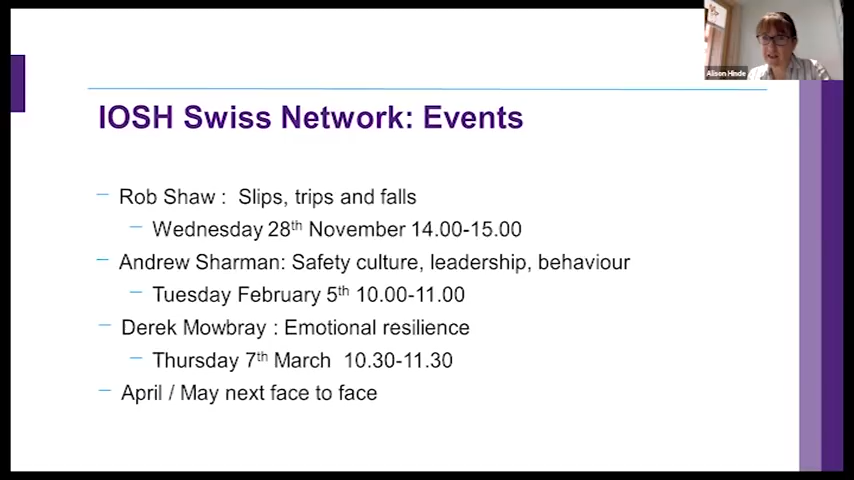 Alison Hinde
IOSH Swiss Network: Events
– Rob Shaw : Slips, trips and falls
– Wednesday 28th November 14.00-15.00
– Andrew Sharman: Safety culture, leadership, behaviour
– Tuesday February 5th 10.00-11.00
– Derek Mowbray : Emotional resilience
– Thursday 7th March 10.30-11.30
– April / May next face to face